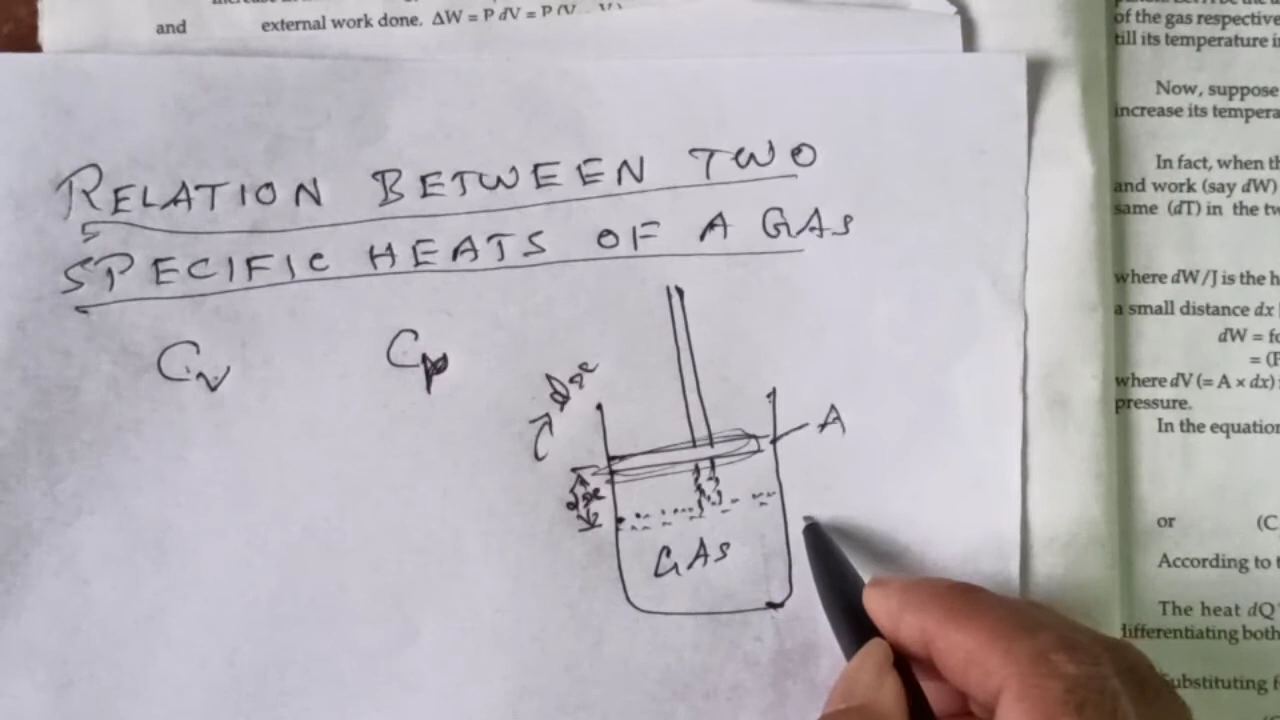 and external work done. ΔW = P dV = P (V
RELATION BETWEEN TWO
SPECIFIC HEATS OF A GAS
Cv Cp
dx
A
dx
GAS
of the gas respective
till its temperature i
Now, suppose
increase its tempera
In fact, when th
and work (say dW)
same (dT) in the tw
where dW/J is the h
a small distance dx
dW = fo
= (P
where dV (= A × dx) i
pressure.
In the equation
or (C
According to t
The heat dQ'
differentiating both
Substituting f